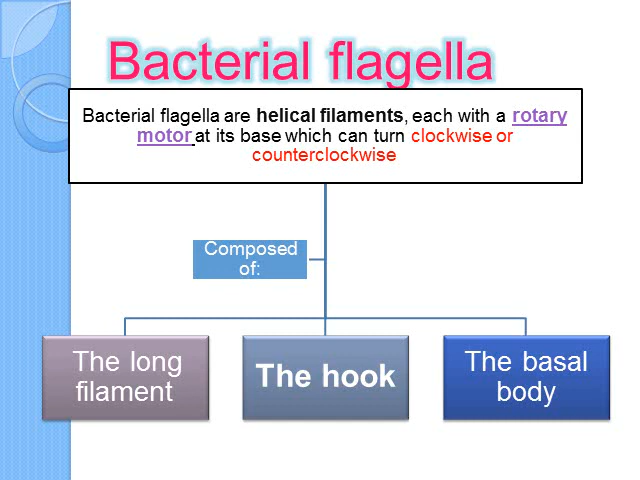 Bacterial flagella
Bacterial flagella are helical filaments, each with a rotary
motor at its base which can turn clockwise or
counterclockwise
Composed
of:
The long
filament
The hook
The basal
body